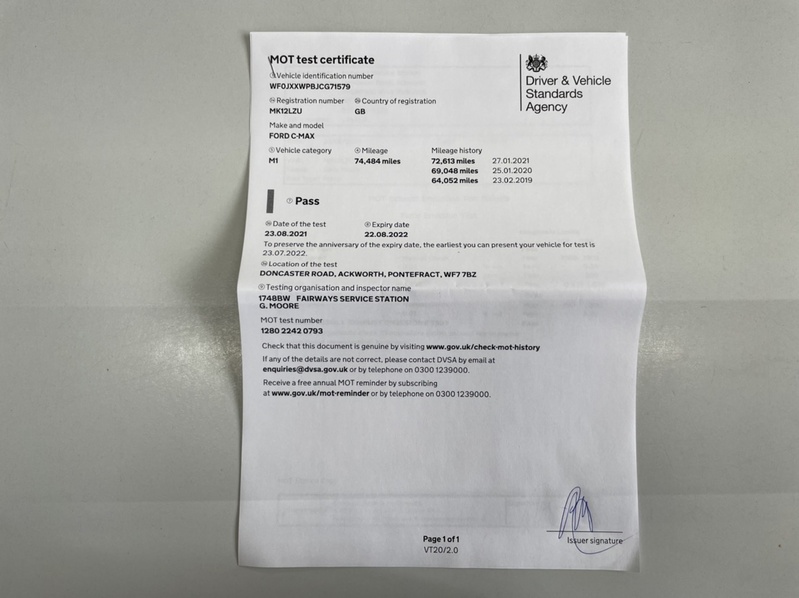 MOT test certificate
Driver & Vehicle
Standards
Agency
Vehicle identification number
WF0JXXWPBJCG71579
Registration number Country of registration
MK12LZU GB
Make and model
FORD C-MAX
Vehicle category Mileage Mileage history
M1 74,484 miles 72,613 miles 27.01.2021
69,048 miles 25.01.2020
64,052 miles 23.02.2019
Pass
Date of the test Expiry date
23.08.2021 22.08.2022
To preserve the anniversary of the expiry date, the earliest you can present your vehicle for test is
23.07.2022.
Location of the test
DONCASTER ROAD, ACKWORTH, PONTEFRACT, WF7 7BZ
Testing organisation and inspector name
1748BW FAIRWAYS SERVICE STATION
G. MOORE
MOT test number
1280 2242 0793
Check that this document is genuine by visiting www.gov.uk/check-mot-history
If any of the details are not correct, please contact DVSA by email at
enquiries@dvsa.gov.uk or by telephone on 0300 1239000.
Receive a free annual MOT reminder by subscribing
at www.gov.uk/mot-reminder or by telephone on 0300 1239000.
Issuer signature
Page 1 of 1
VT20/2.0